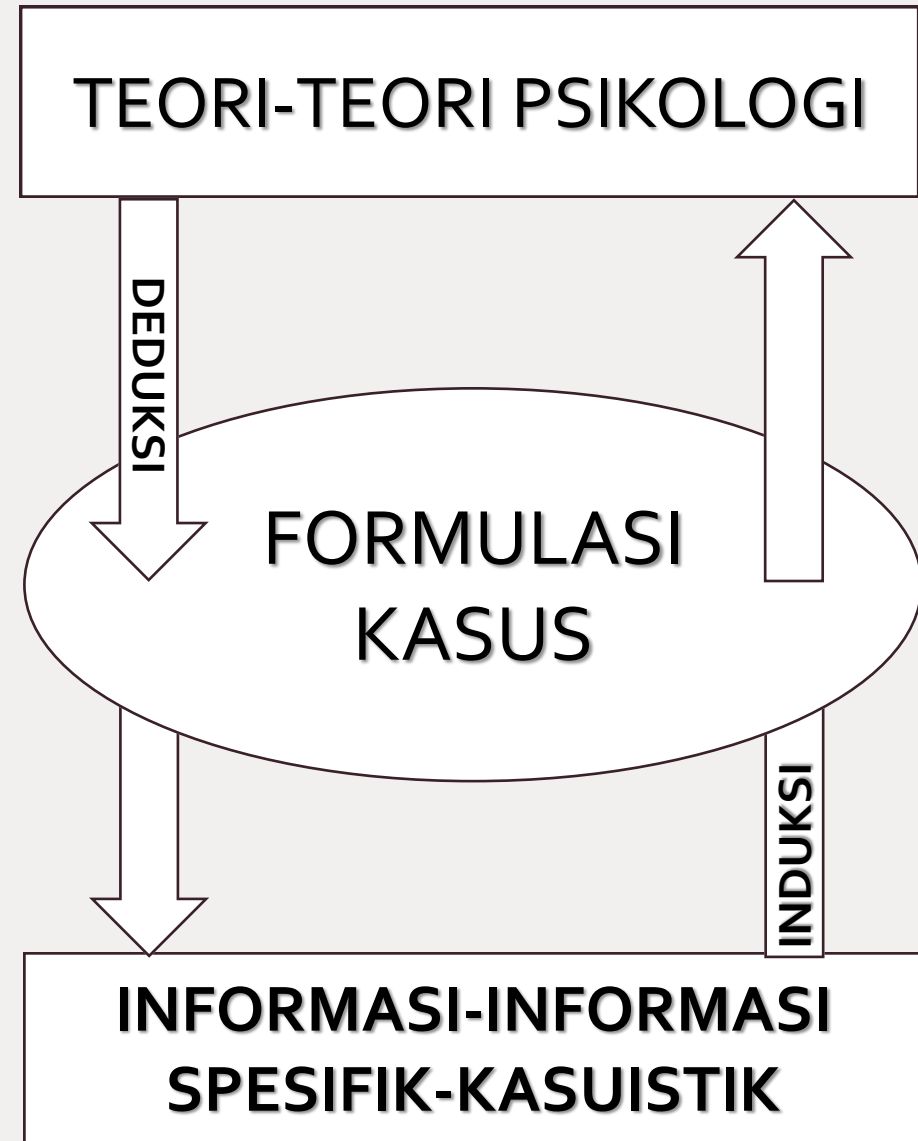 TEORI-TEORI PSIKOLOGI
DEDUKSI
FORMULASI
KASUS
INDUKSI
INFORMASI-INFORMASI
SPESIFIK-KASUISTIK